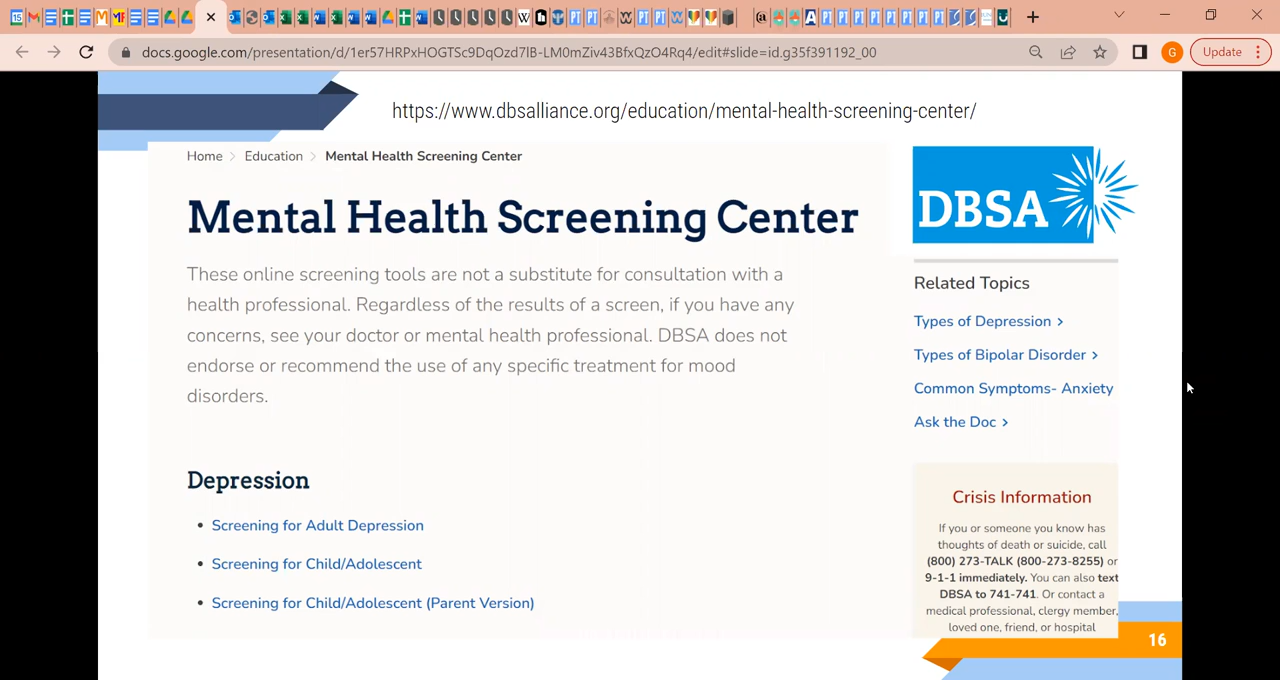 docs.google.com/presentation/d/1er57HRPxHOGTSc9DqOzd7lB-LM0mZiv43BfxQzO4Rq4/edit#slide=id.g35f391192_00
G
Update
https://www.dbsalliance.org/education/mental-health-screening-center/
Home > Education > Mental Health Screening Center
Mental Health Screening Center
These online screening tools are not a substitute for consultation with a
health professional. Regardless of the results of a screen, if you have any
concerns, see your doctor or mental health professional. DBSA does not
endorse or recommend the use of any specific treatment for mood
disorders.
Depression
• Screening for Adult Depression
• Screening for Child/Adolescent
• Screening for Child/Adolescent (Parent Version)
DBSA
Related Topics
Types of Depression >
Types of Bipolar Disorder >
Common Symptoms- Anxiety
Ask the Doc >
Crisis Information
If you or someone you know has
thoughts of death or suicide, call
(800) 273-TALK (800-273-8255) or
9-1-1 immediately. You can also text
DBSA to 741-741. Or contact a
medical professional, clergy member,
loved one, friend, or hospital
16